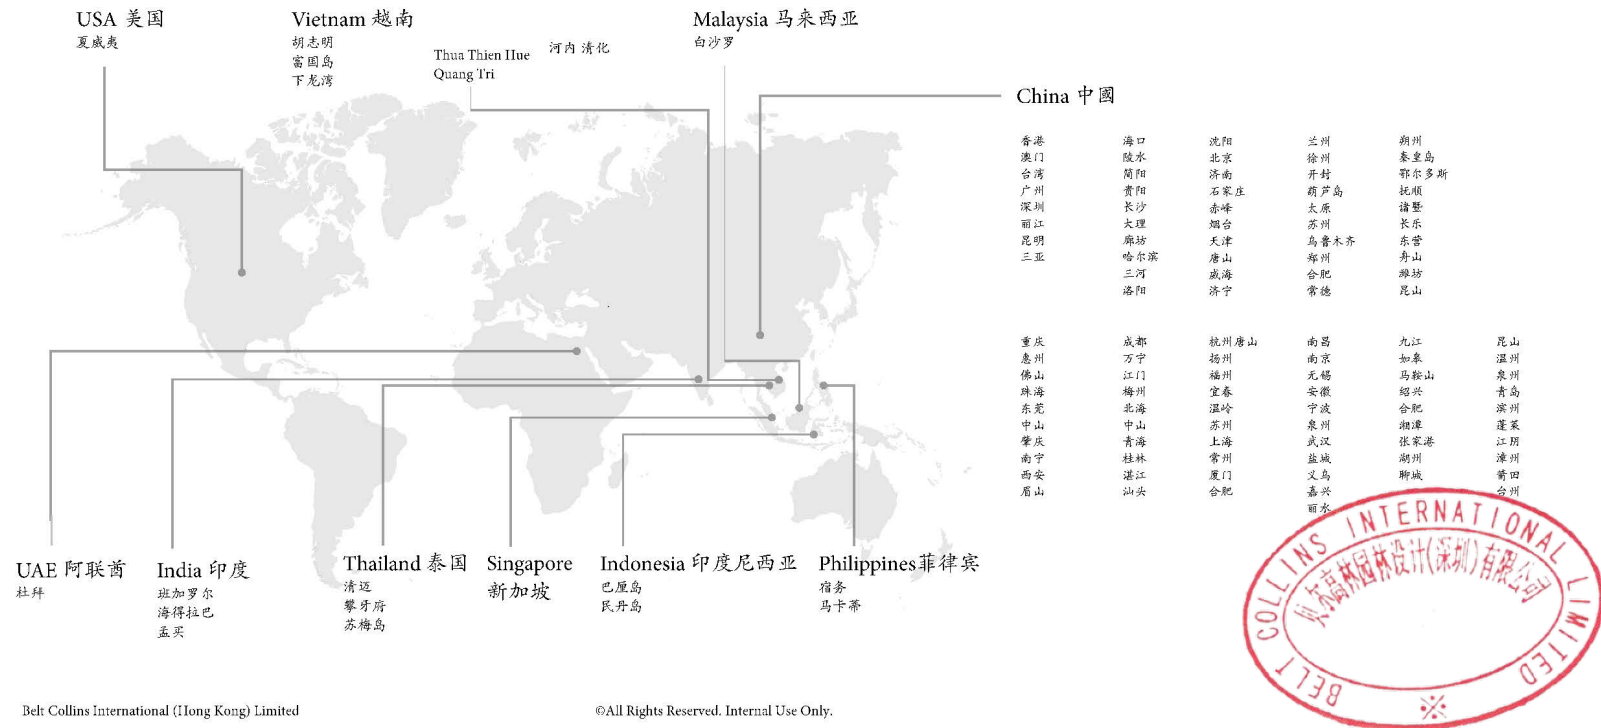 USA 美国
夏威夷
Vietnam 越南
胡志明
富国岛
下龙湾
Thua Thien Hue
Quang Tri
河内 清化
Malaysia 马来西亚
白沙罗
China 中國
香港 海口 沈阳 兰州 朔州
澳门 陵水 北京 徐州 秦皇岛
台湾 简阳 济南 开封 鄂尔多斯
广州 贵阳 石家庄 葫芦岛 抚顺
深圳 长沙 赤峰 太原 诸暨
丽江 大理 烟台 苏州 长乐
昆明 廊坊 天津 乌鲁木齐 东营
三亚 哈尔滨 唐山 郑州 舟山
三河 威海 合肥 潍坊
洛阳 济宁 常德 昆山
重庆 成都 杭州唐山 南昌 九江 昆山
惠州 万宁 扬州 南京 如皋 温州
佛山 江门 福州 无锡 马鞍山 泉州
珠海 梅州 宜春 安徽 绍兴 青岛
东莞 北海 温岭 宁波 合肥 滨州
中山 中山 苏州 泉州 湘潭 蓬莱
肇庆 青海 上海 武汉 张家港 江阴
南宁 桂林 常州 盐城 湖州 漳州
西安 湛江 厦门 义乌 聊城 莆田
眉山 汕头 合肥 嘉兴 台州
丽水
UAE 阿联酋
杜拜
India 印度
班加罗尔
海得拉巴
孟买
Thailand 泰国
清迈
攀牙府
苏梅岛
Singapore
新加坡
Indonesia 印度尼西亚
巴厘岛
民丹岛
Philippines菲律宾
宿务
马卡蒂
BELT COLLINS INTERNATIONAL LIMITED
贝尔高林园林设计(深圳)有限公司
Belt Collins International (Hong Kong) Limited
©All Rights Reserved. Internal Use Only.